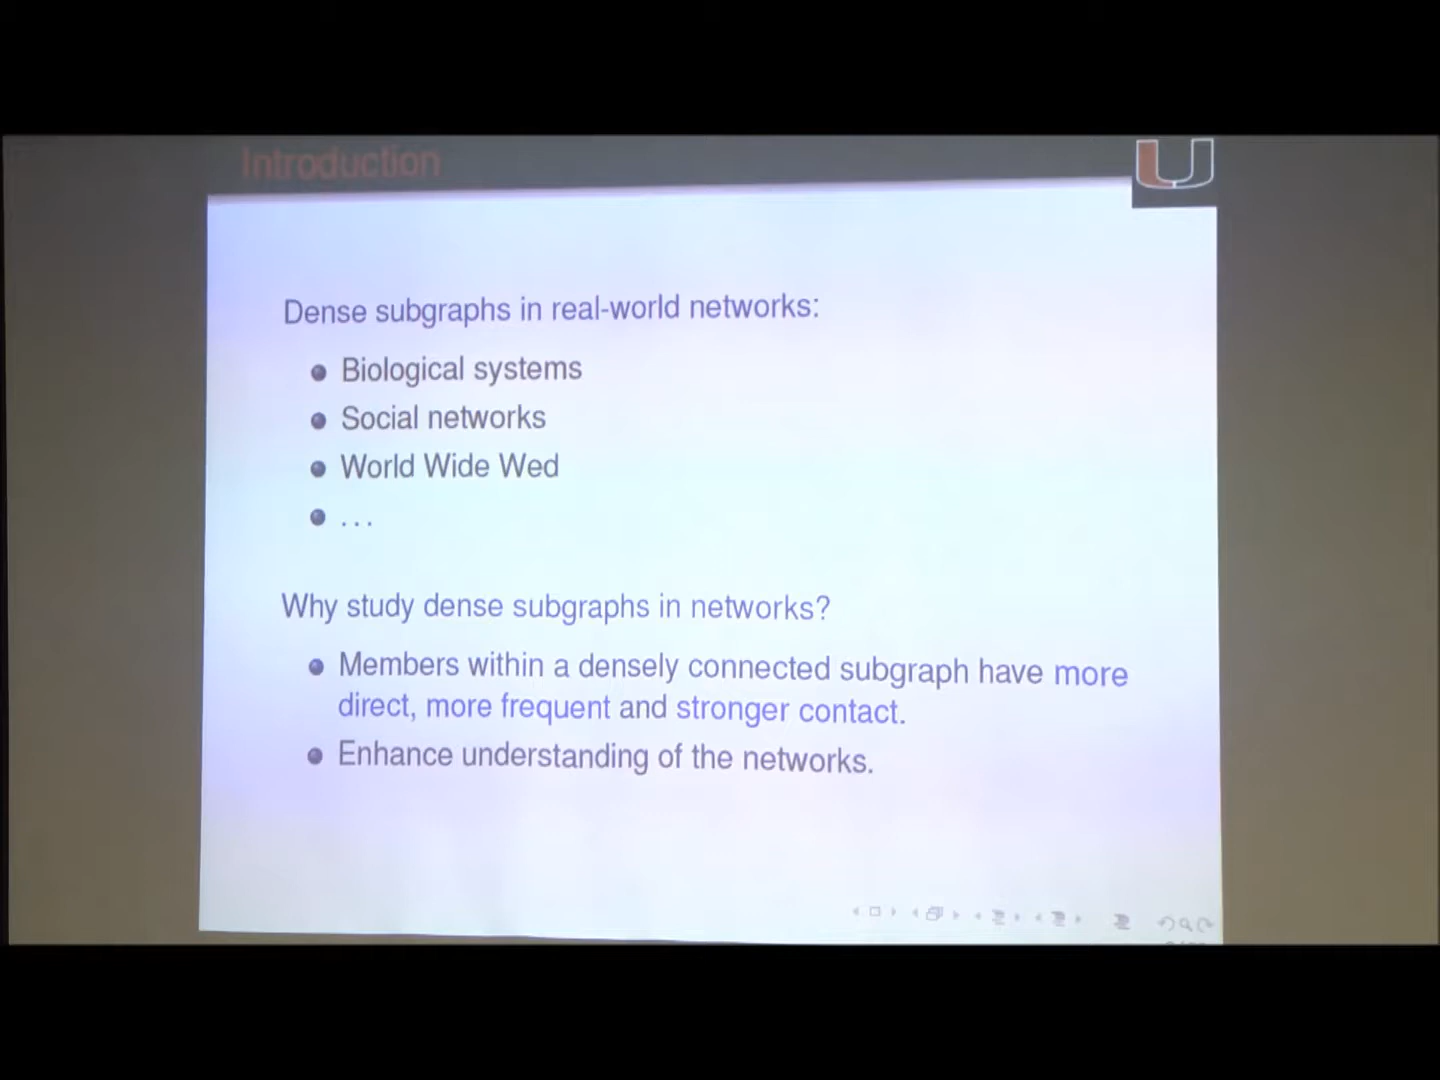 Introduction
Dense subgraphs in real-world networks:
Biological systems
Social networks
World Wide Wed
...
Why study dense subgraphs in networks?
Members within a densely connected subgraph have more
direct, more frequent and stronger contact.
Enhance understanding of the networks.